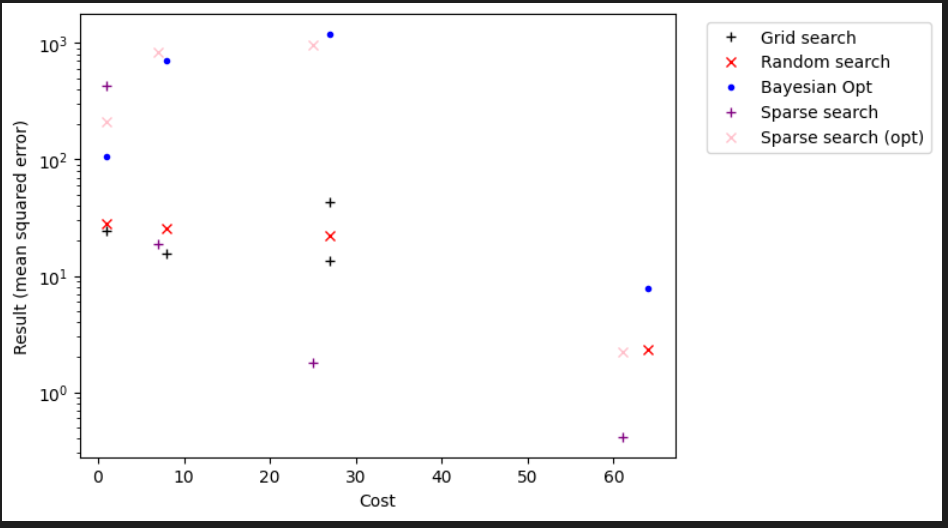 Result (mean squared error)
10³
10²
10¹
10⁰
0 10 20 30 40 50 60
Cost
Grid search
Random search
Bayesian Opt
Sparse search
Sparse search (opt)